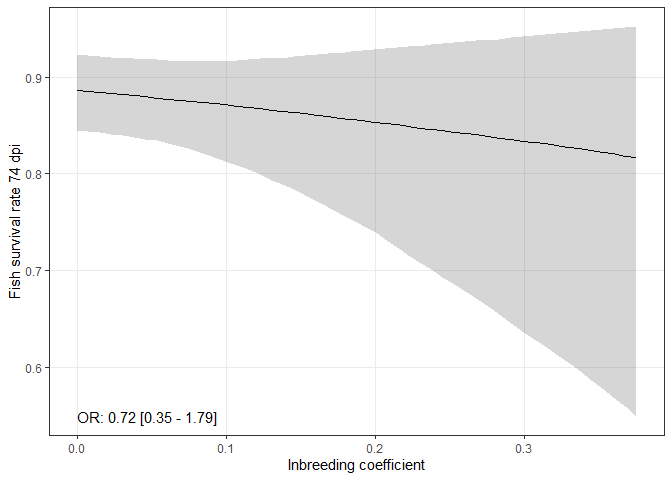 Fish survival rate 74 dpi
0.9
0.8
0.7
0.6
OR: 0.72 [0.35 - 1.79]
0.0 0.1 0.2 0.3
Inbreeding coefficient